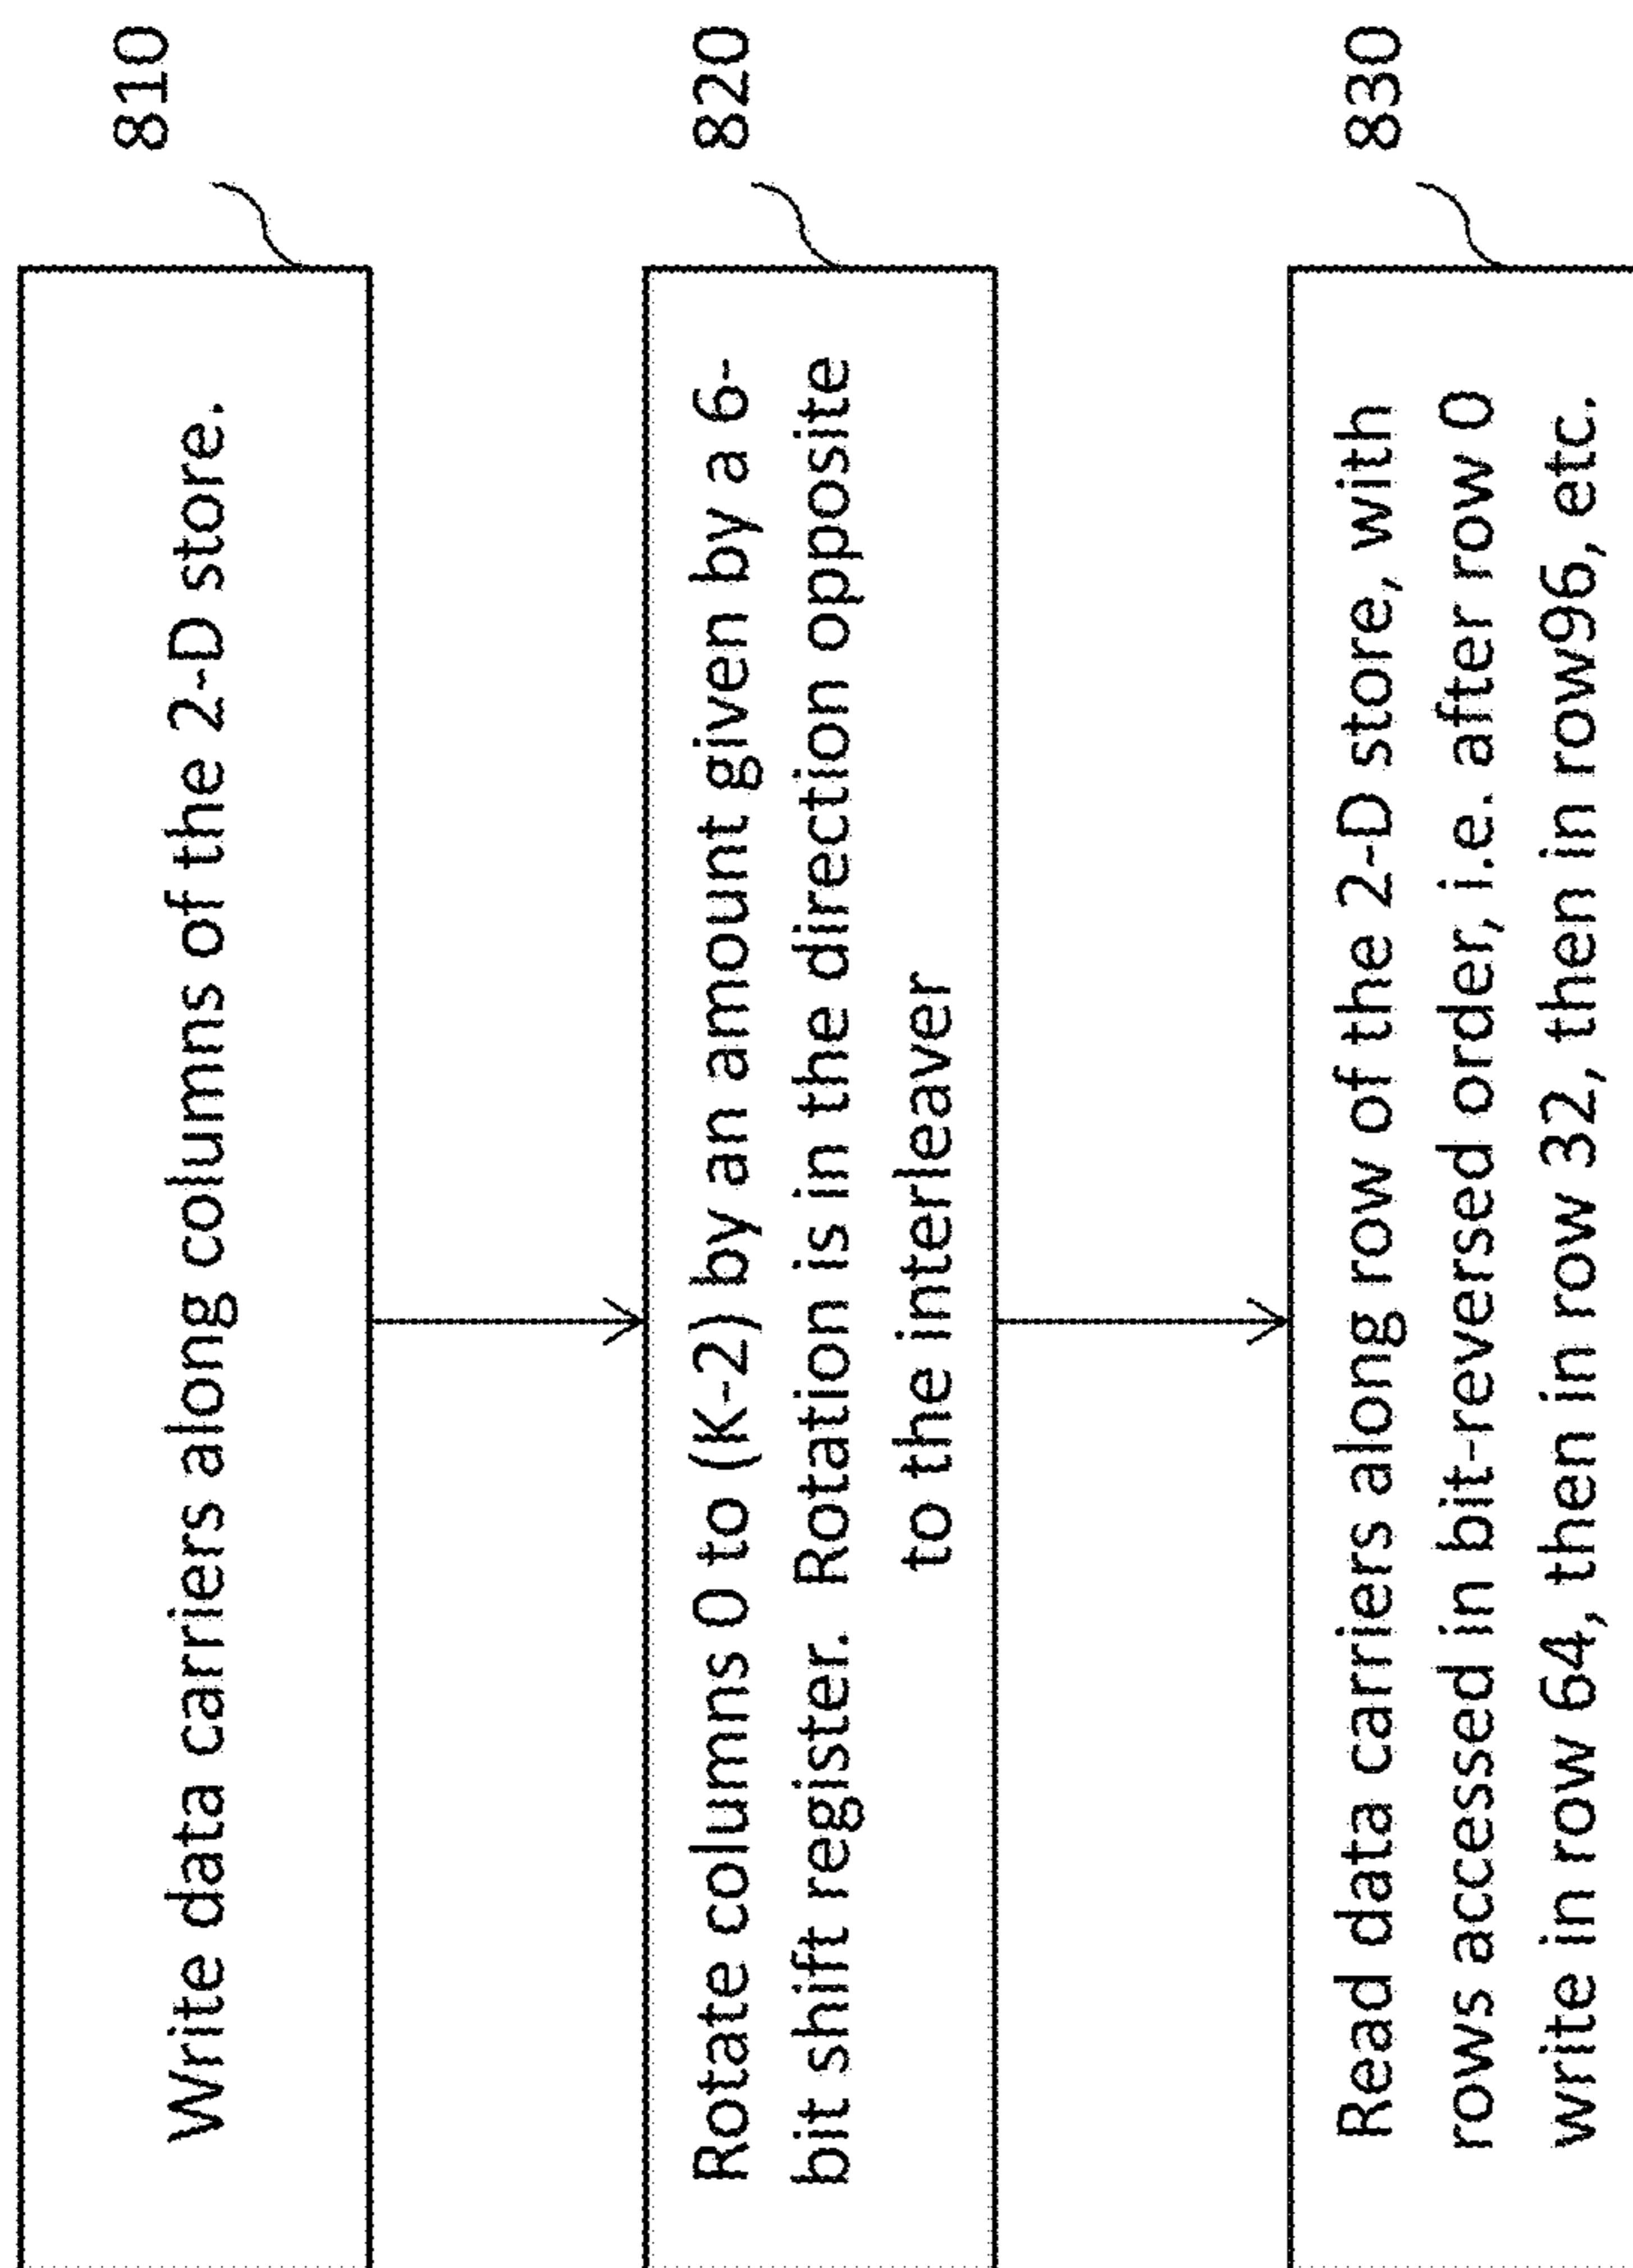 810
Write data carriers along columns of the 2-D store.
820
Rotate columns 0 to (K-2) by an amount given by a 6-
bit shift register. Rotation is in the direction opposite
to the interleaver
830
Read data carriers along row of the 2-D store, with
rows accessed in bit-reversed order, i.e. after row 0
write in row 64, then in row 32, then in row96, etc.